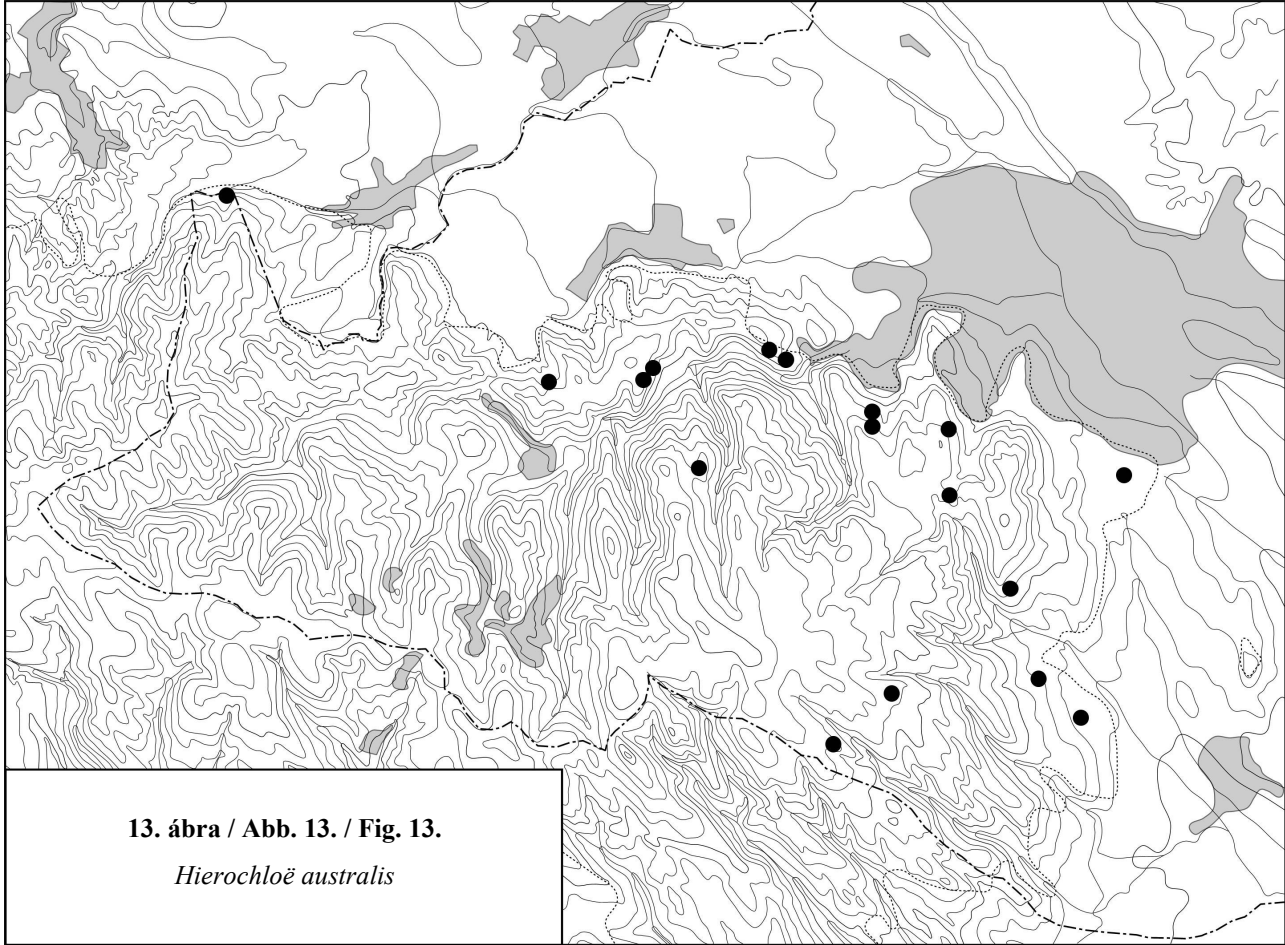 13. ábra / Abb. 13. / Fig. 13.
Hierochloë australis